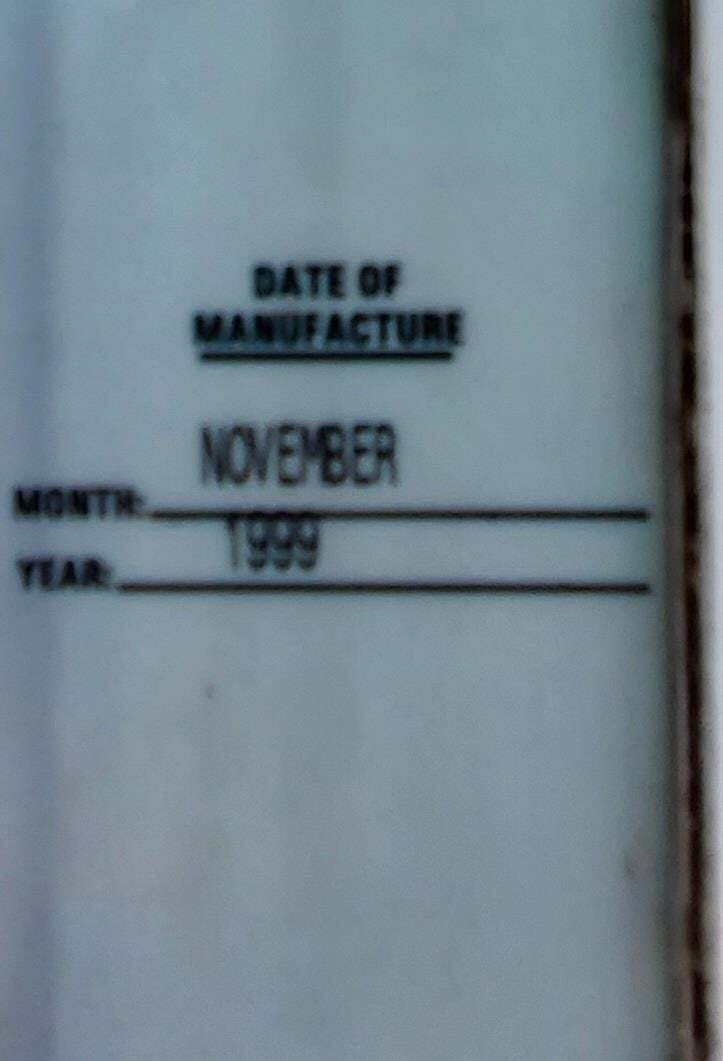 DATE OF
MANUFACTURE
MONTH: NOVEMBER
YEAR: 1999